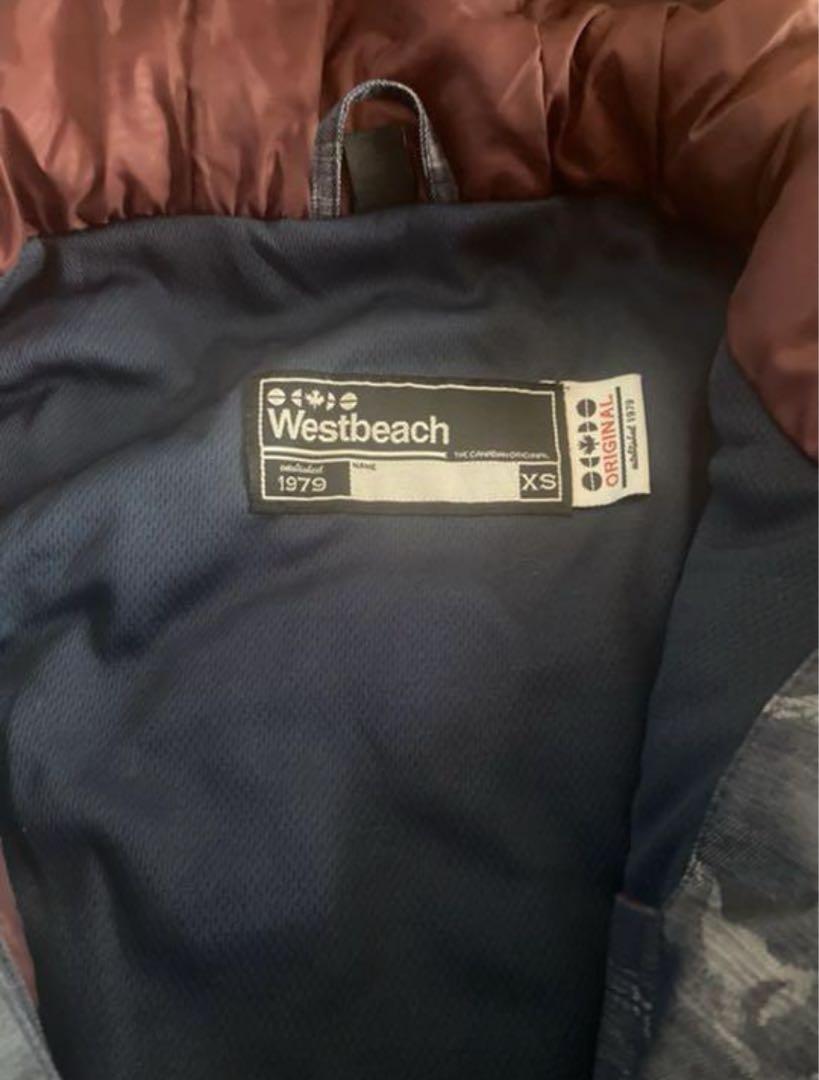 Westbeach
THE CANADIAN ORIGINAL
established
1979
NAME
XS
ORIGINAL
established 1979